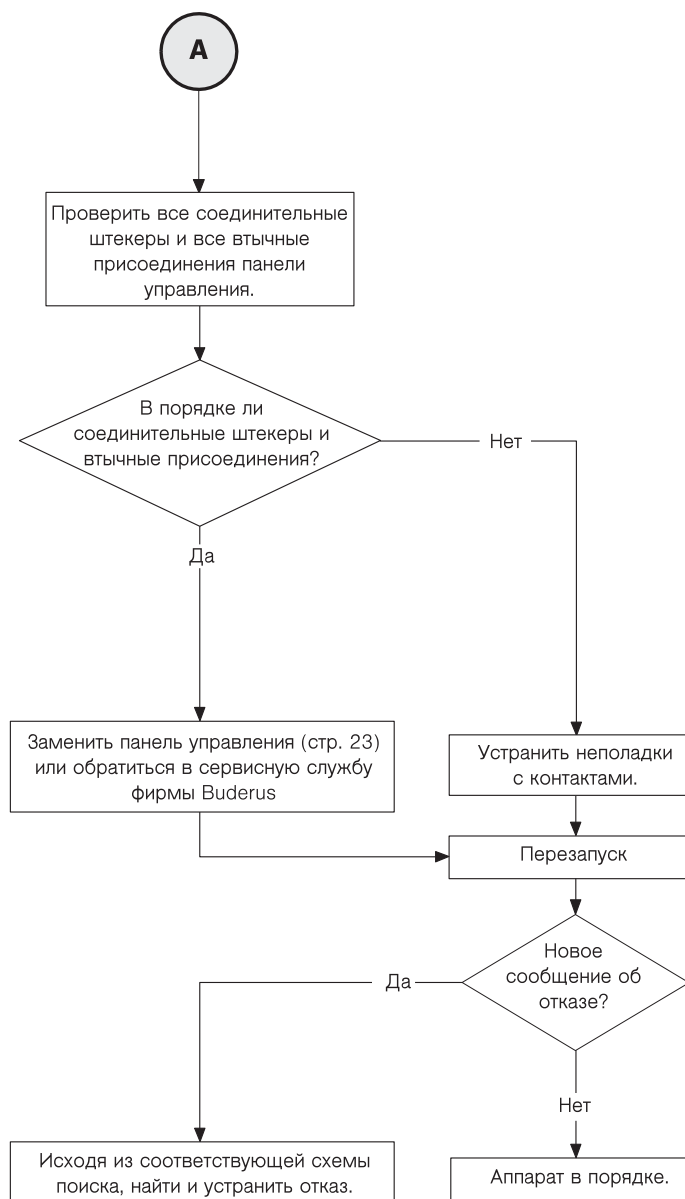 А
Проверить все соединительные
штекеры и все втычные
присоединения панели
управления.
В порядке ли
соединительные штекеры и
втычные присоединения?
Нет
Да
Заменить панель управления (стр. 23)
или обратиться в сервисную службу
фирмы Buderus
Устранить неполадки
с контактами.
Перезапуск
Новое
сообщение об
отказе?
Да
Нет
Исходя из соответствующей схемы
поиска, найти и устранить отказ.
Аппарат в порядке.